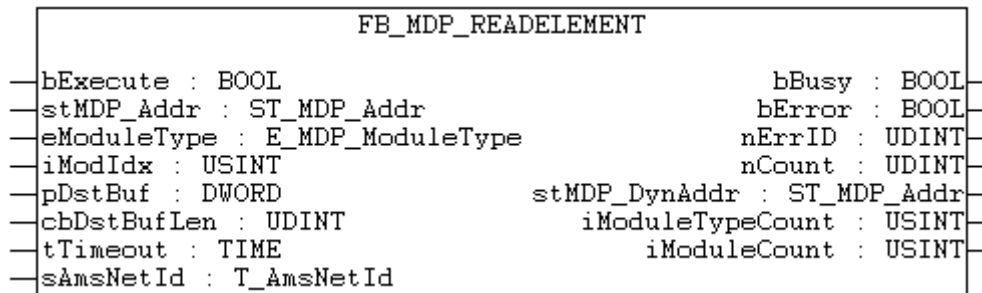 FB_MDP_READELEMENT
bExecute : BOOL bBusy : BOOL
stMDP_Addr : ST_MDP_Addr bError : BOOL
eModuleType : E_MDP_ModuleType nErrID : UDINT
iModIdx : USINT nCount : UDINT
pDstBuf : DWORD stMDP_DynAddr : ST_MDP_Addr
cbDstBufLen : UDINT iModuleTypeCount : USINT
tTimeout : TIME iModuleCount : USINT
sAmsNetId : T_AmsNetId